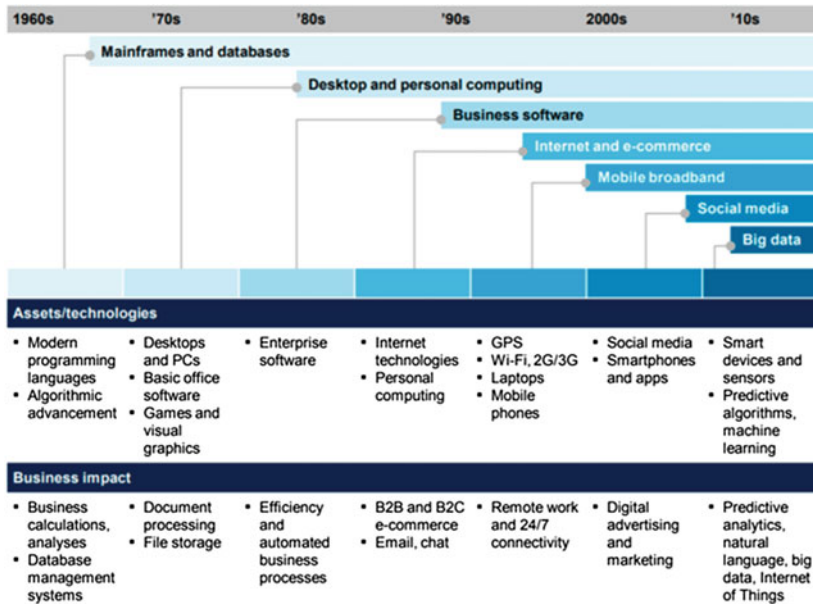 1960s '70s '80s '90s 2000s '10s
Mainframes and databases
Desktop and personal computing
Business software
Internet and e-commerce
Mobile broadband
Social media
Big data
Assets/technologies
▪ Modern
programming
languages
▪ Algorithmic
advancement
▪ Desktops
and PCs
▪ Basic office
software
▪ Games and
visual
graphics
▪ Enterprise
software
▪ Internet
technologies
▪ Personal
computing
▪ GPS
▪ Wi-Fi, 2G/3G
▪ Laptops
▪ Mobile
phones
▪ Social media
▪ Smartphones
and apps
▪ Smart
devices and
sensors
▪ Predictive
algorithms,
machine
learning
Business impact
▪ Business
calculations,
analyses
▪ Database
management
systems
▪ Document
processing
▪ File storage
▪ Efficiency
and
automated
business
processes
▪ B2B and B2C
e-commerce
▪ Email, chat
▪ Remote work
and 24/7
connectivity
▪ Digital
advertising
and
marketing
▪ Predictive
analytics,
natural
language, big
data, Internet
of Things